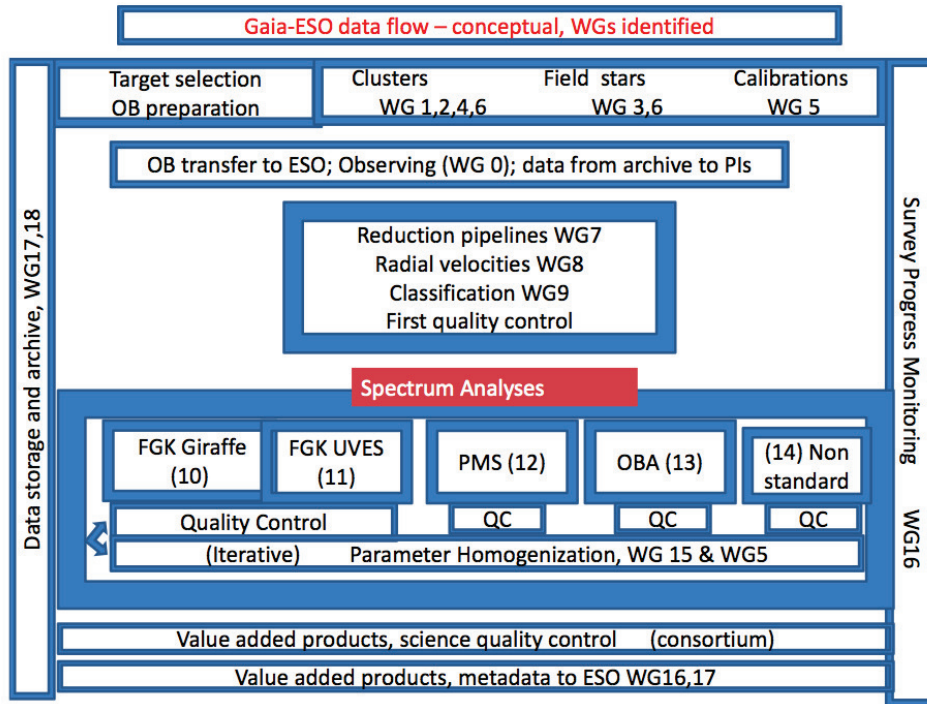 Gaia-ESO data flow – conceptual, WGs identified
Target selection
OB preparation
Clusters Field stars Calibrations
WG 1,2,4,6 WG 3,6 WG 5
OB transfer to ESO; Observing (WG 0); data from archive to PIs
Data storage and archive, WG17,18
Survey Progress Monitoring WG16
Reduction pipelines WG7
Radial velocities WG8
Classification WG9
First quality control
Spectrum Analyses
FGK Giraffe
(10)
FGK UVES
(11)
PMS (12)
OBA (13)
(14) Non
standard
Quality Control
QC
QC
QC
(Iterative) Parameter Homogenization, WG 15 & WG5
Value added products, science quality control (consortium)
Value added products, metadata to ESO WG16,17